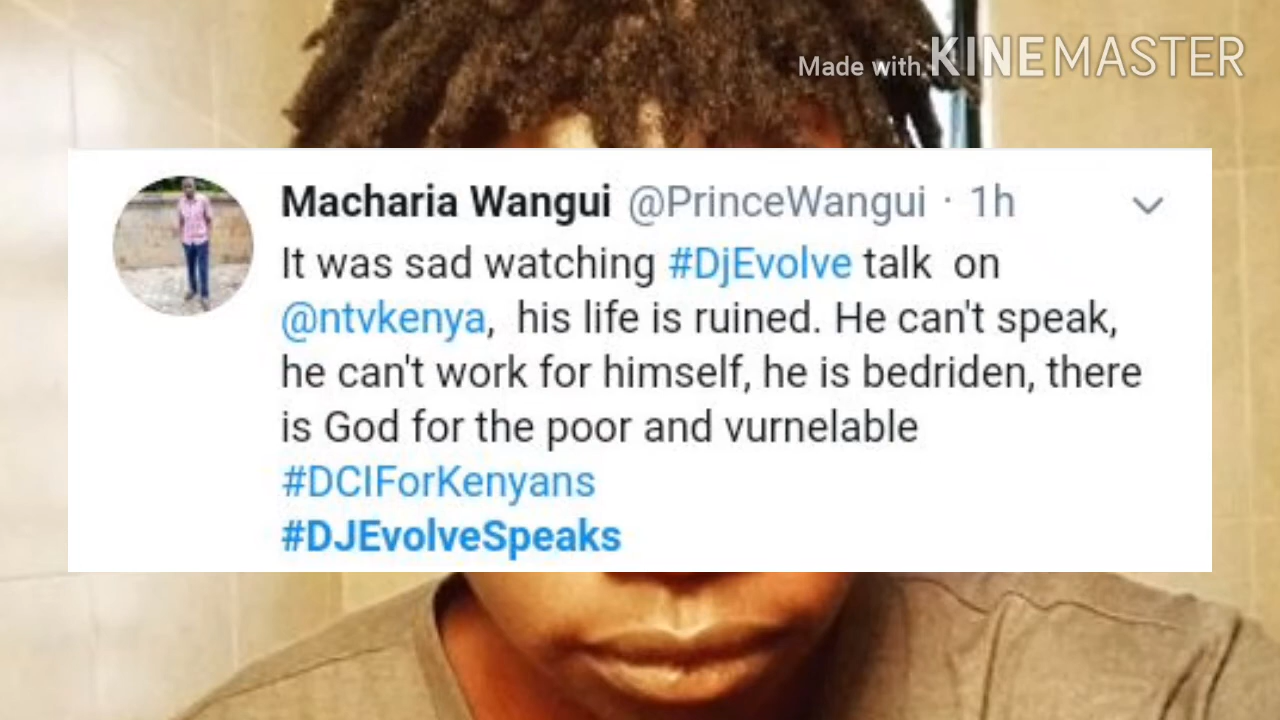 Made with KINEMASTER
Macharia Wangui @PrinceWangui · 1h
It was sad watching #DjEvolve talk on
@ntvkenya, his life is ruined. He can't speak,
he can't work for himself, he is bedriden, there
is God for the poor and vurnelable
#DCIForKenyans
#DJEvolveSpeaks